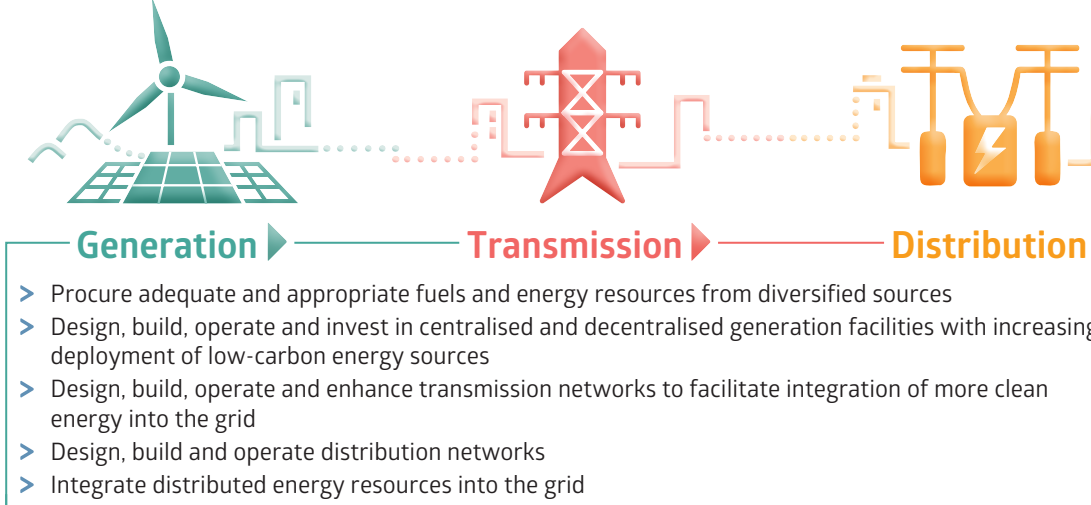 Generation Transmission Distribution
> Procure adequate and appropriate fuels and energy resources from diversified sources
> Design, build, operate and invest in centralised and decentralised generation facilities with increasing
deployment of low-carbon energy sources
> Design, build, operate and enhance transmission networks to facilitate integration of more clean
energy into the grid
> Design, build and operate distribution networks
> Integrate distributed energy resources into the grid